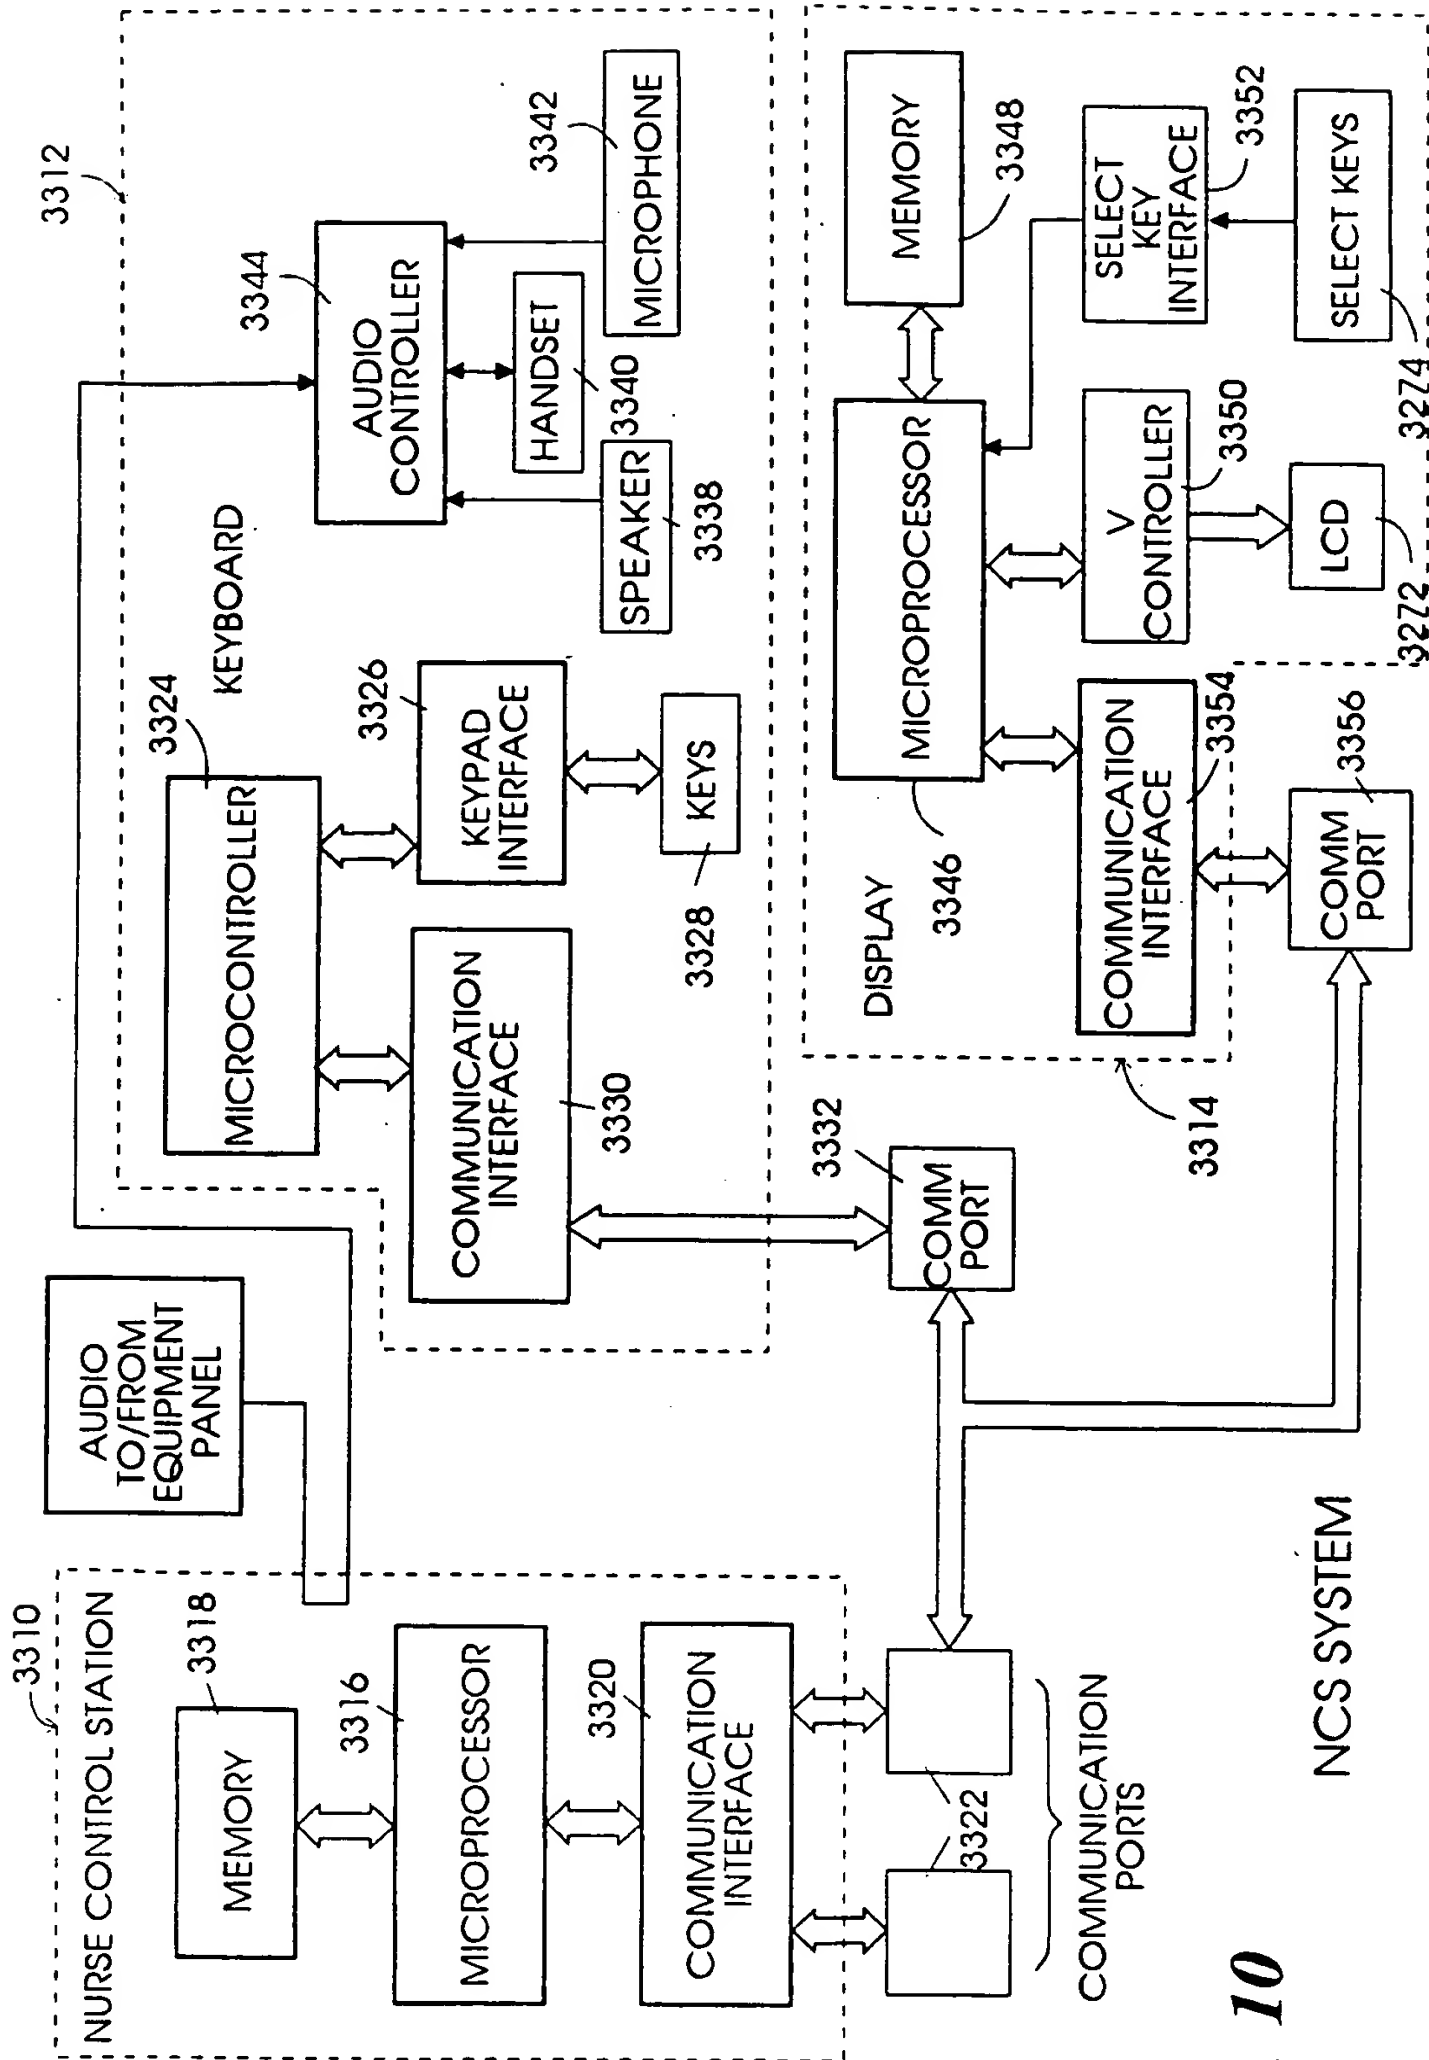 3310
NURSE CONTROL STATION
3318
MEMORY
3316
MICROPROCESSOR
3320
COMMUNICATION
INTERFACE
3322
COMMUNICATION
PORTS
AUDIO
TO/FROM
EQUIPMENT
PANEL
3312
KEYBOARD
3324
MICROCONTROLLER
3326
KEYPAD
INTERFACE
3328
KEYS
COMMUNICATION
INTERFACE
3330
3344
AUDIO
CONTROLLER
HANDSET
3340
SPEAKER
3338
3342
MICROPHONE
3332
COMM
PORT
DISPLAY
3314
3346
MICROPROCESSOR
MEMORY
3348
SELECT
KEY
INTERFACE
3352
SELECT KEYS
3274
V
CONTROLLER
3350
LCD
3272
COMMUNICATION
INTERFACE
3354
COMM
PORT
3356
NCS SYSTEM
10